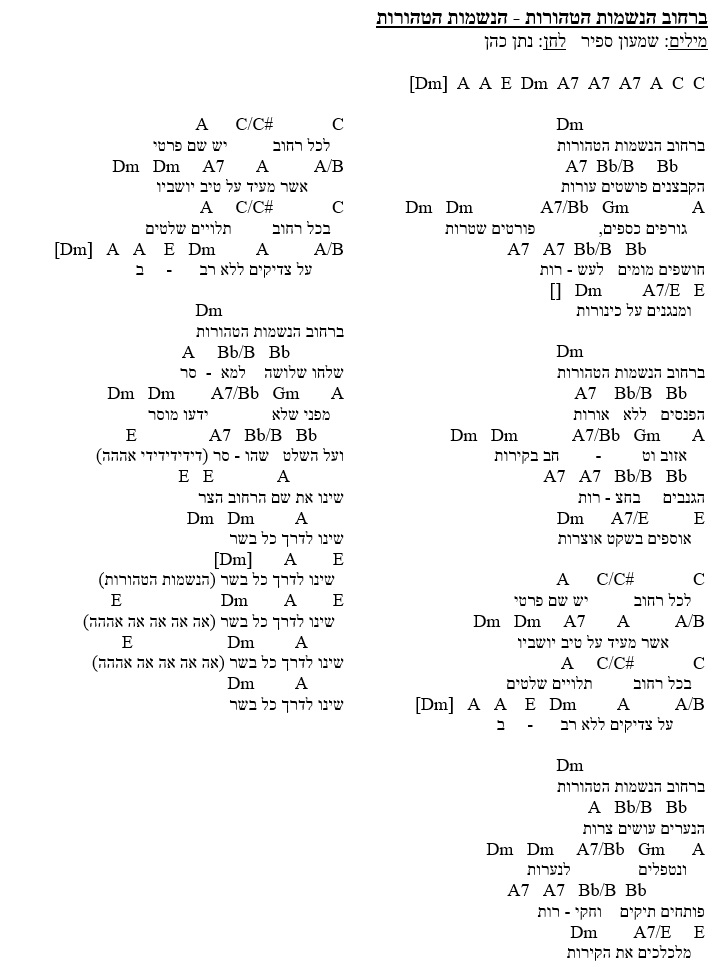 ברחוב הנשמות הטהורות - הנשמות הטהורות
מילים: שמעון ספיר   לחן: נתן כהן
[Dm] A A E Dm A7 A7 A7 A C C
Dm
ברחוב הנשמות הטהורות
A7 Bb/B Bb
הקבצנים פושטים עורות
Dm Dm A7/Bb Gm A
גורפים כספים, פורטים שטרות
A7 A7 Bb/B Bb
חושפים מומים לעש - רות
[] Dm A7/E E
ומנגנים על כינורות
Dm
ברחוב הנשמות הטהורות
A7 Bb/B Bb
הפנסים ללא אורות
Dm Dm A7/Bb Gm A
אזוב וט - חב בקירות
A7 A7 Bb/B Bb
הגנבים בחצ - רות
Dm A7/E E
אוספים בשקט אוצרות
A C/C# C
לכל רחוב יש שם פרטי
Dm Dm A7 A A/B
אשר מעיד על טיב יושביו
A C/C# C
בכל רחוב תלויים שלטים
[Dm] A A E Dm A A/B
על צדיקים ללא רב - ב
Dm
ברחוב הנשמות הטהורות
A Bb/B Bb
הנערים עושים צרות
Dm Dm A7/Bb Gm A
ונטפלים לנערות
A7 A7 Bb/B Bb
פותחים תיקים וחקי - רות
Dm A7/E E
מלכלכים את הקירות
A C/C# C
לכל רחוב יש שם פרטי
Dm Dm A7 A A/B
אשר מעיד על טיב יושביו
A C/C# C
בכל רחוב תלויים שלטים
[Dm] A A E Dm A A/B
על צדיקים ללא רב - ב
Dm
ברחוב הנשמות הטהורות
A Bb/B Bb
שלחו שלושה למא - סר
Dm Dm A7/Bb Gm A
מפני שלא ידעו מוסר
E A7 Bb/B Bb
ועל השלט שהו - סר (דידידידידי אההה)
E E A
שינו את שם הרחוב הצר
Dm Dm A
שינו לדרך כל בשר
[Dm] A E
שינו לדרך כל בשר (הנשמות הטהורות)
E Dm A E
שינו לדרך כל בשר (אה אה אה אה אההה)
E Dm A
שינו לדרך כל בשר (אה אה אה אה אההה)
Dm A
שינו לדרך כל בשר